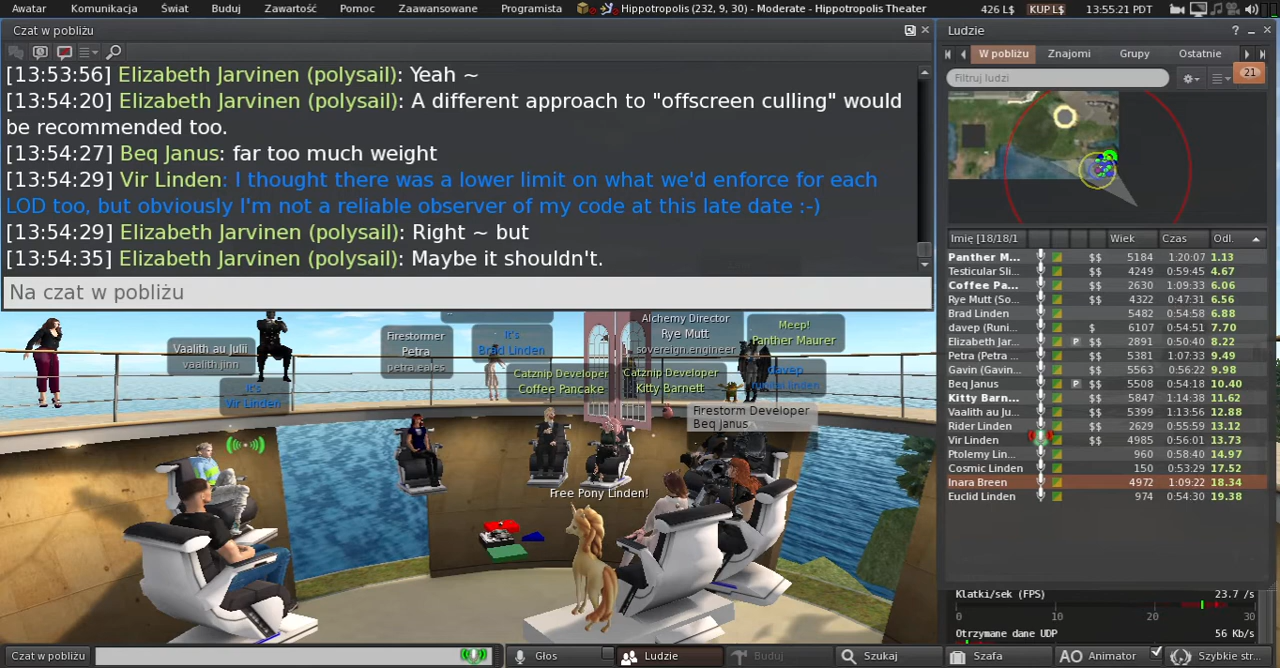 Awatar Komunikacja Świat Buduj Zawartość Pomoc Zaawansowane Programista Hippotropolis (232, 9, 30) - Moderate - Hippotropolis Theater 426 L$ KUP L$ 13:55:21 PDT
Czat w pobliżu
[13:53:56] Elizabeth Jarvinen (polysail): Yeah ~
[13:54:20] Elizabeth Jarvinen (polysail): A different approach to "offscreen culling" would
be recommended too.
[13:54:27] Beq Janus: far too much weight
[13:54:29] Vir Linden: I thought there was a lower limit on what we'd enforce for each
LOD too, but obviously I'm not a reliable observer of my code at this late date :-)
[13:54:29] Elizabeth Jarvinen (polysail): Right ~ but
[13:54:35] Elizabeth Jarvinen (polysail): Maybe it shouldn't.
Na czat w pobliżu
Vaalith au Julii
vaalith.jinn
It's
Vir Linden
Firestormer
Petra
petra.eales
It's
Brad Linden
Alchemy Director
Rye Mutt
sovereign.engineer
Meep!
Panther Maurer
Catznip Developer
Coffee Pancake
Catznip Developer
Kitty Barnett
davep
linden
Firestorm Developer
Beq Janus
Free Pony Linden!
Ludzie
W pobliżu Znajomi Grupy Ostatnie
Filtruj ludzi
21
Imię [18/18/1 Wiek Czas Odl.
Panther M... $$ 5184 1:20:07 1.13
Testicular Sli... $$ 4249 0:59:45 4.67
Coffee Pa... $$ 2630 1:09:33 6.06
Rye Mutt (So... $$ 4322 0:47:31 6.56
Brad Linden 5482 0:54:58 6.88
davep (Runi... $ 6107 0:54:51 7.70
Elizabeth Jar... P $$ 2891 0:50:40 8.22
Petra (Petra ... $$ 5381 1:07:33 9.49
Gavin (Gavin... $$ 5563 0:56:22 9.98
Beq Janus P $$ 5508 0:54:18 10.40
Kitty Barn... $$ 5847 1:14:38 11.62
Vaalith au Ju... $$ 5399 1:13:56 12.88
Rider Linden $$ 2629 0:55:59 13.12
Vir Linden $$ 4985 0:56:01 13.73
Ptolemy Lin... 960 0:58:40 14.97
Cosmic Linden 150 0:53:29 17.52
Inara Breen 4972 1:09:22 18.34
Euclid Linden 974 0:54:30 19.38
Klatki/sek (FPS) 23.7 /s
0 10 20 30
Otrzymane dane UDP 56 Kb/s
Czat w pobliżu Głos Ludzie Buduj Szukaj Szafa AO Animator Szybkie str...